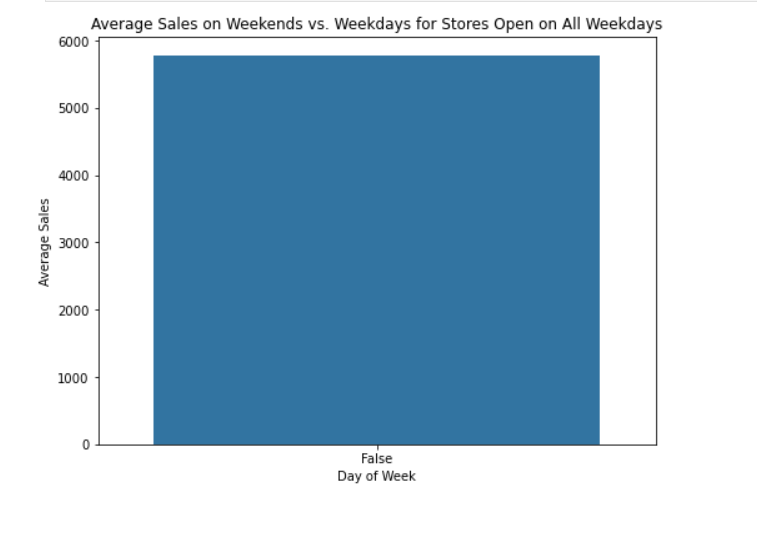 Average Sales on Weekends vs. Weekdays for Stores Open on All Weekdays
6000
5000
4000
3000
2000
1000
0
Average Sales
False
Day of Week